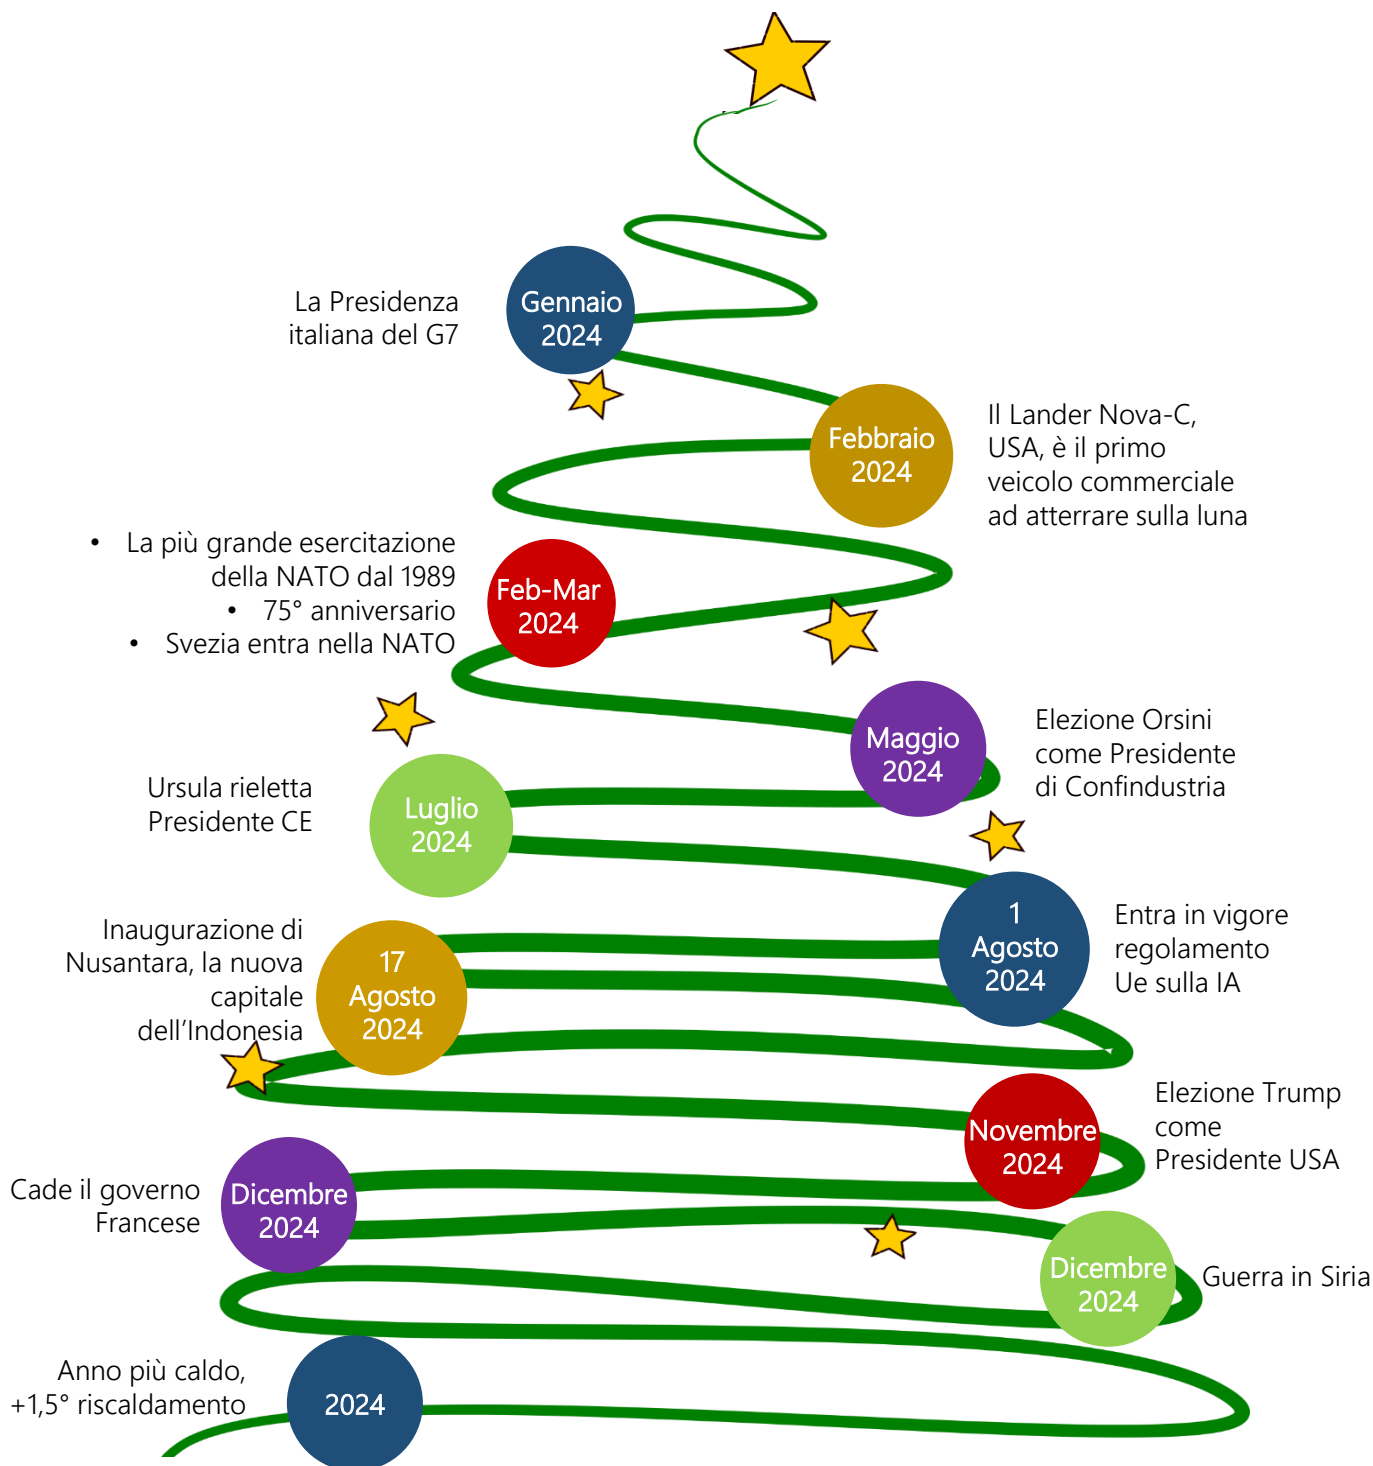 La Presidenza
italiana del G7
Gennaio
2024
Febbraio
2024
Il Lander Nova-C,
USA, è il primo
veicolo commerciale
ad atterrare sulla luna
• La più grande esercitazione
della NATO dal 1989
• 75° anniversario
• Svezia entra nella NATO
Feb-Mar
2024
Maggio
2024
Elezione Orsini
come Presidente
di Confindustria
Ursula rieletta
Presidente CE
Luglio
2024
1
Agosto
2024
Entra in vigore
regolamento
Ue sulla IA
Inaugurazione di
Nusantara, la nuova
capitale
dell'Indonesia
17
Agosto
2024
Novembre
2024
Elezione Trump
come
Presidente USA
Cade il governo
Francese
Dicembre
2024
Dicembre
2024
Guerra in Siria
Anno più caldo,
+1,5° riscaldamento
2024